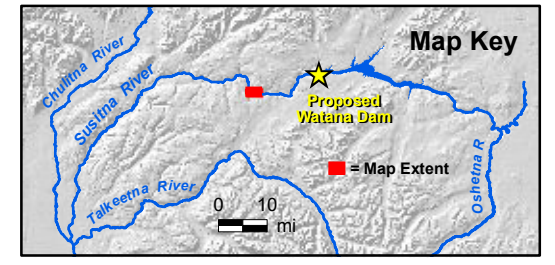 Map Key
Chulitna River
Susitna River
Proposed
Watana Dam
Talkeetna River
= Map Extent
Oshetna R
0 10
mi